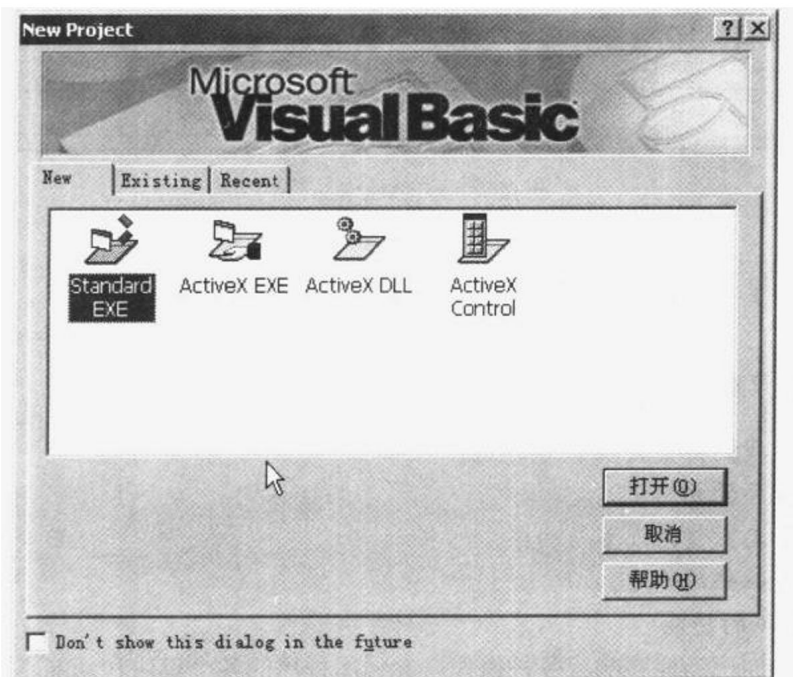 New Project
Microsoft
Visual Basic
New Existing Recent
Standard EXE
ActiveX EXE
ActiveX DLL
ActiveX Control
打开(O)
取消
帮助(H)
Don't show this dialog in the future